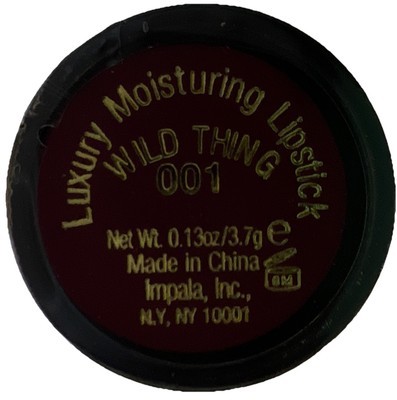 Luxury Moisturing Lipstick
WILD THING
001
Net Wt. 0.13oz/3.7g e
Made in China
Impala, Inc.,
N.Y, NY 10001